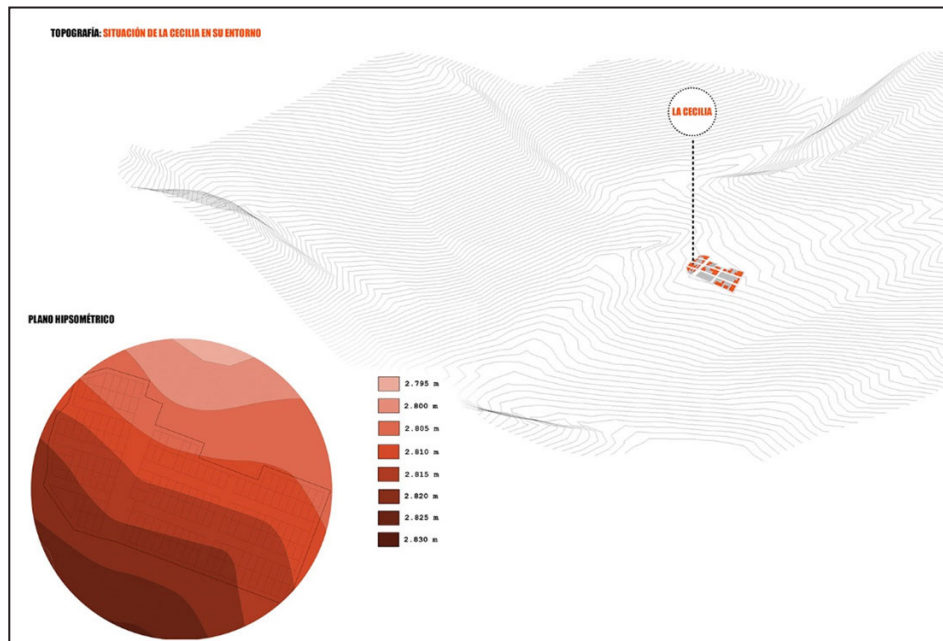 TOPOGRAFÍA: SITUACIÓN DE LA CECILIA EN SU ENTORNO
LA CECILIA
PLANO HIPSOMÉTRICO
2.795 m
2.800 m
2.805 m
2.810 m
2.815 m
2.820 m
2.825 m
2.830 m